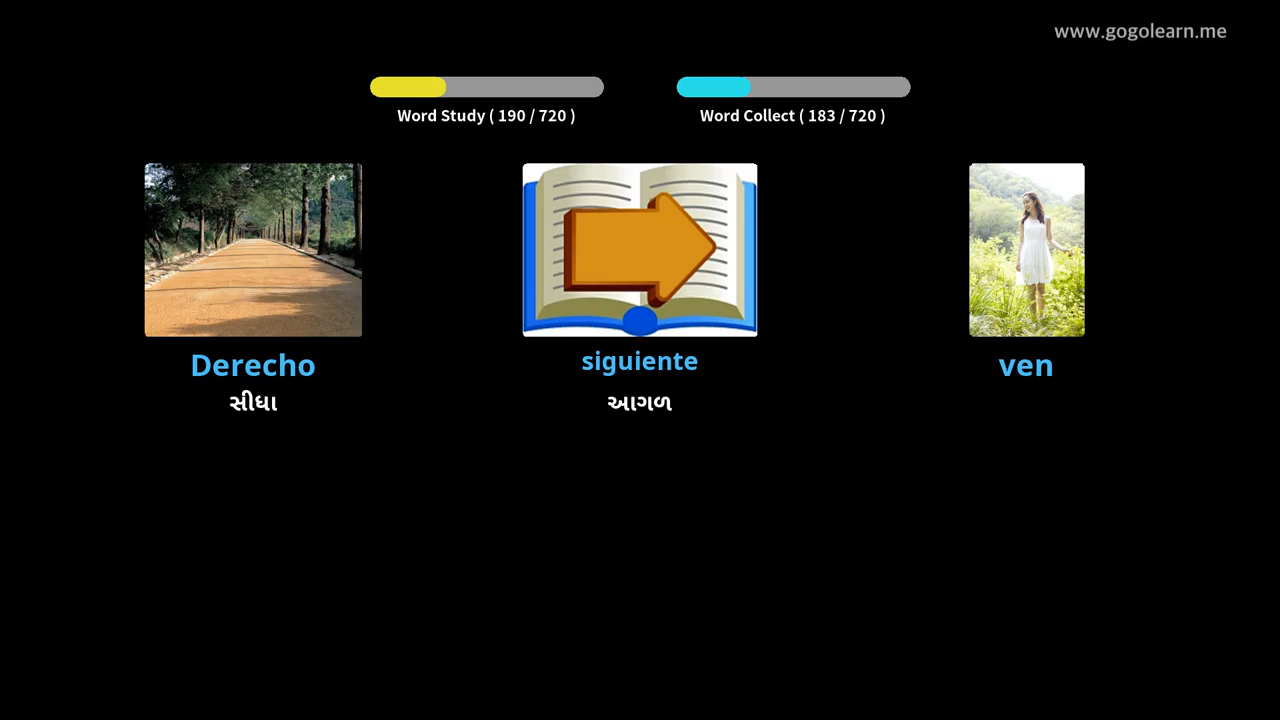 www.gogolearn.me
Word Study ( 190 / 720 )
Word Collect ( 183 / 720 )
Derecho
siguiente
ven
સીધા
આગળ